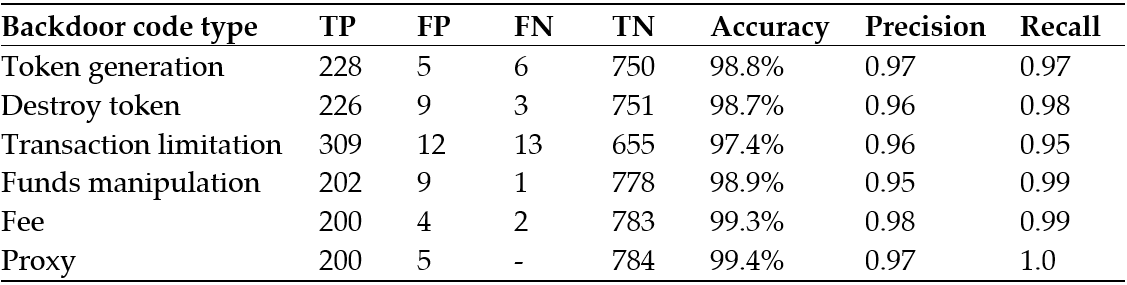 Backdoor code type TP FP FN TN Accuracy Precision Recall
Token generation 228 5 6 750 98.8% 0.97 0.97
Destroy token 226 9 3 751 98.7% 0.96 0.98
Transaction limitation 309 12 13 655 97.4% 0.96 0.95
Funds manipulation 202 9 1 778 98.9% 0.95 0.99
Fee 200 4 2 783 99.3% 0.98 0.99
Proxy 200 5 - 784 99.4% 0.97 1.0